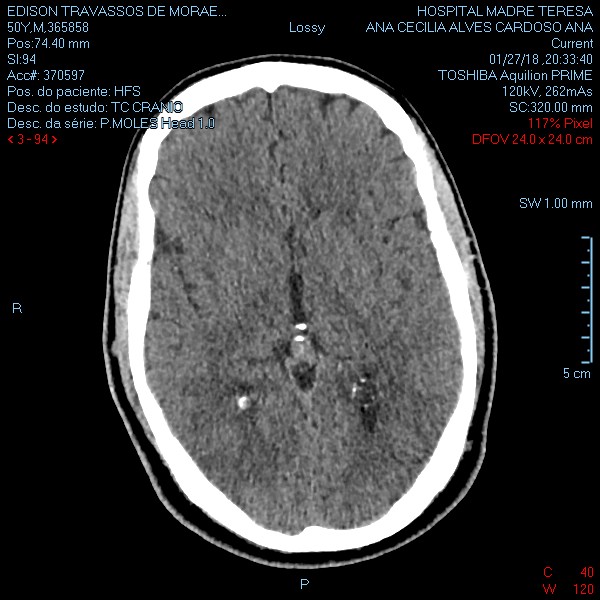 EDISON TRAVASSOS DE MORAE...
50Y,M,365858
Pos:74.40 mm
SI:94
Acc#: 370597
Pos. do paciente: HFS
Desc. do estudo: TC CRANIO
Desc. da série: P.MOLES Head 1.0
< 3 - 94 >
Lossy
HOSPITAL MADRE TERESA
ANA CECILIA ALVES CARDOSO ANA
Current
01/27/18 ,20:33:40
TOSHIBA Aquilion PRIME
120kV, 262mAs
SC:320.00 mm
117% Pixel
DFOV 24.0 x 24.0 cm
SW 1.00 mm
R
5 cm
P
C 40
W 120